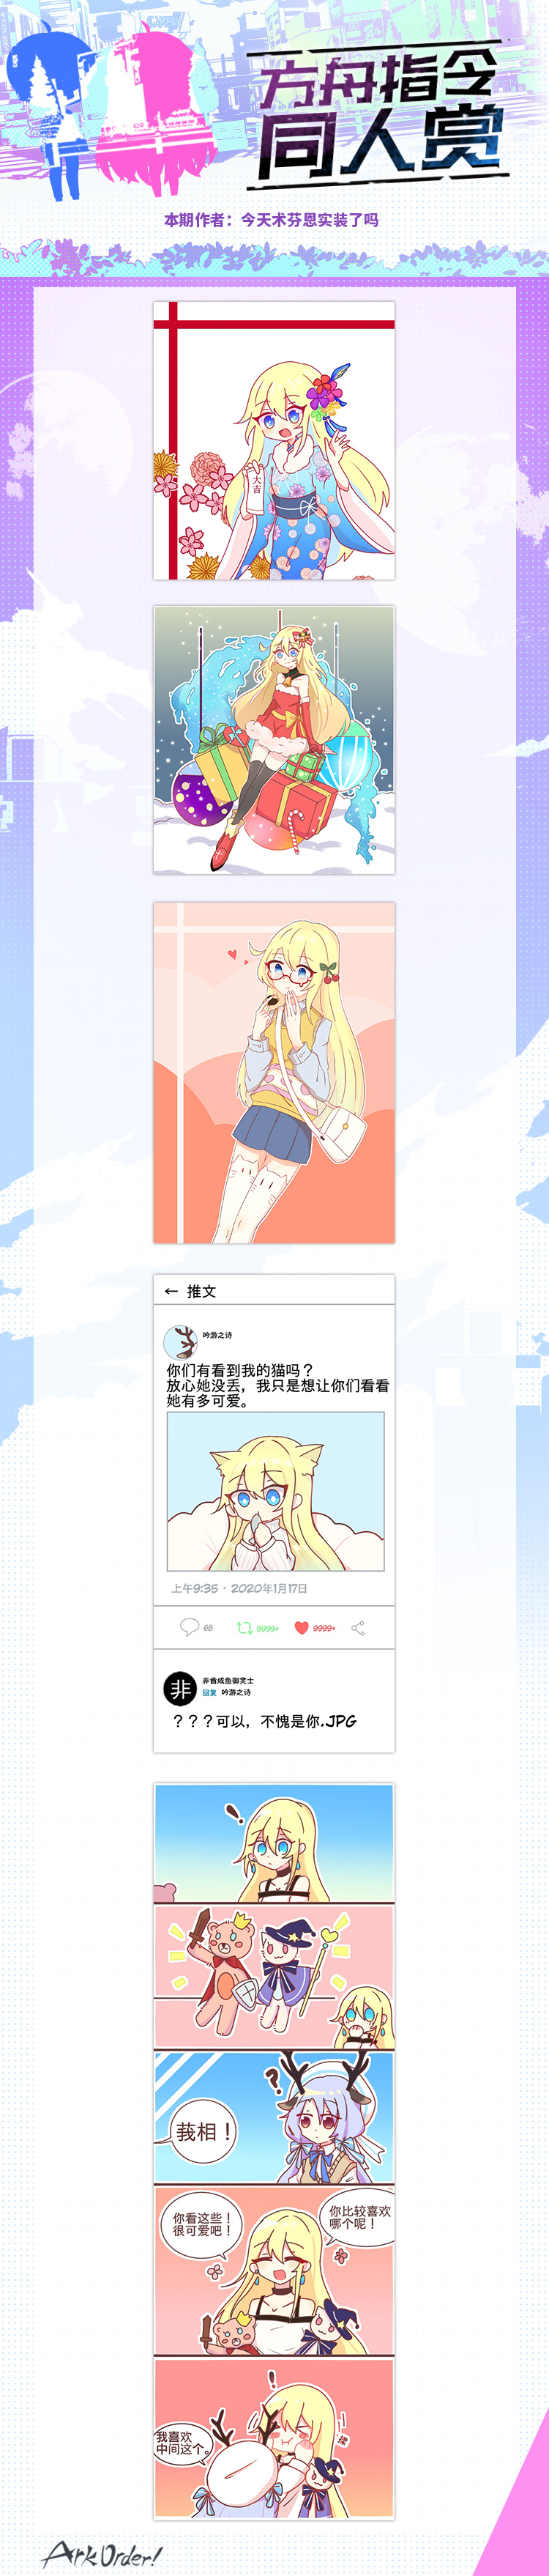 方舟指令
同人赏
本期作者：今天术芬恩实装了吗
大吉
← 推文
吟游之诗
你们有看到我的猫吗？
放心她没丢，我只是想让你们看看
她有多可爱。
上午9:35 · 2020年1月17日
68 9999+ 9999+
非
非酋咸鱼御灵士
回复 吟游之诗
？？？可以，不愧是你.JPG
!
?
莪相！
你看这些！
很可爱吧！
你比较喜欢
哪个呢！
!
我喜欢
中间这个。
揉
Ark Order!